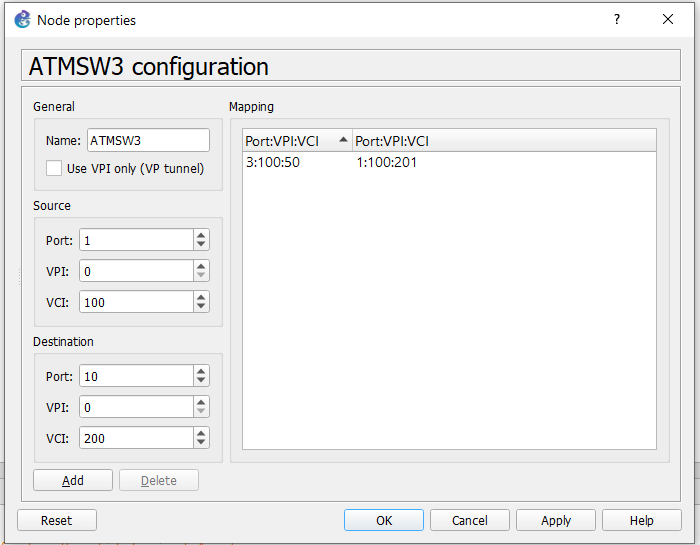 Node properties
?
ATMSW3 configuration
General
Name: ATMSW3
Use VPI only (VP tunnel)
Source
Port: 1
VPI: 0
VCI: 100
Destination
Port: 10
VPI: 0
VCI: 200
Add Delete
Mapping
Port:VPI:VCI Port:VPI:VCI
3:100:50 1:100:201
Reset OK Cancel Apply Help